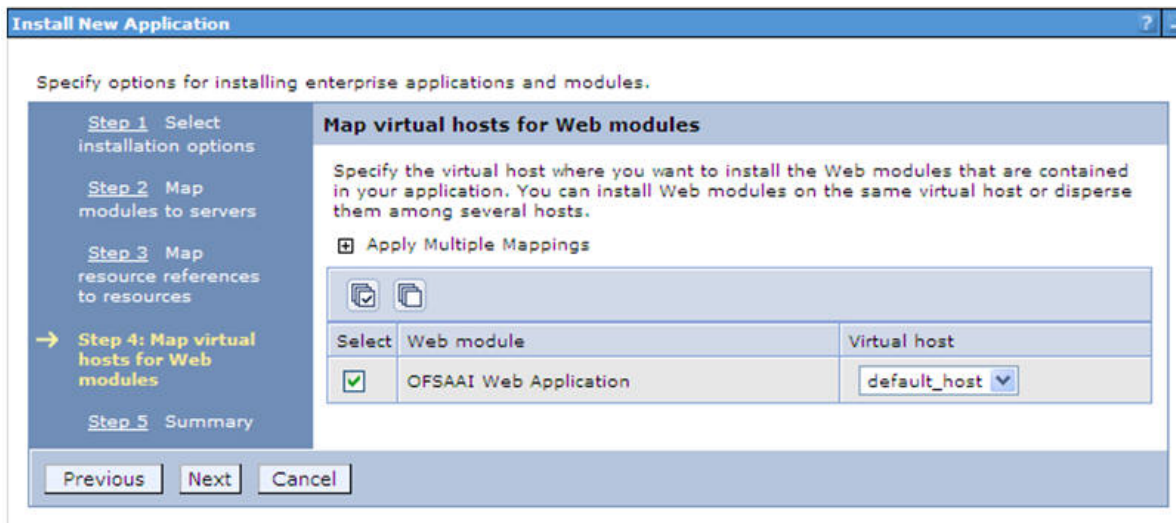 Install New Application
?
Specify options for installing enterprise applications and modules.
Step 1 Select
installation options
Step 2 Map
modules to servers
Step 3 Map
resource references
to resources
Step 4: Map virtual
hosts for Web
modules
Step 5 Summary
Map virtual hosts for Web modules
Specify the virtual host where you want to install the Web modules that are contained
in your application. You can install Web modules on the same virtual host or disperse
them among several hosts.
Apply Multiple Mappings
Select Web module Virtual host
OFSAAI Web Application default_host
Previous Next Cancel